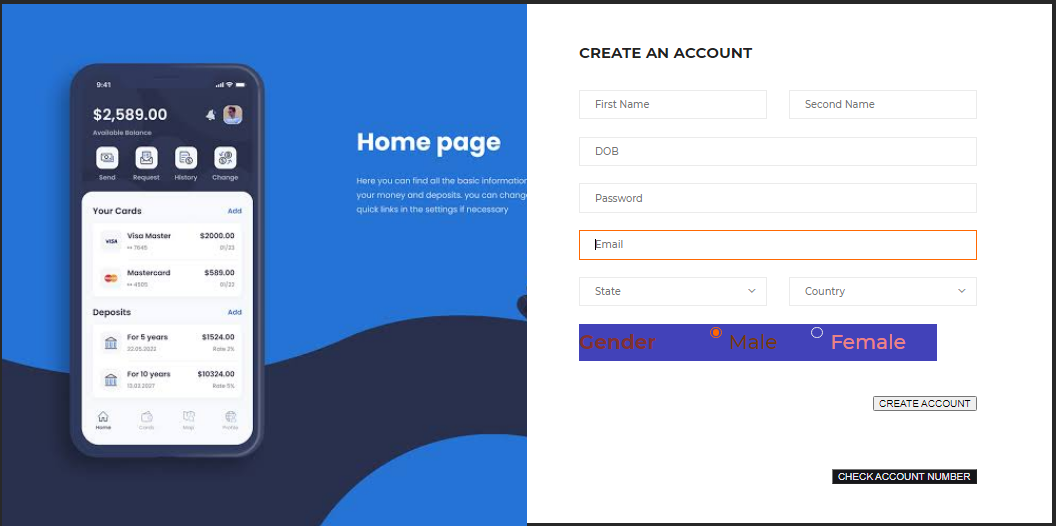 9:41
$2,589.00
Available Balance
Send Request History Change
Your Cards Add
VISA Visa Master $2000.00
•• 7645 01/22
Mastercard $589.00
•• 4505 01/22
Deposits Add
For 5 years $1524.00
22.05.2022 Rate 2%
For 10 years $10324.00
13.02.2027 Rate 5%
Home Cards Map Profile
Home page
Here you can find all the basic information
your money and deposits. you can change
quick links in the settings if necessary
CREATE AN ACCOUNT
First Name Second Name
DOB
Password
Email
State Country
Gender Male Female
CREATE ACCOUNT
CHECK ACCOUNT NUMBER